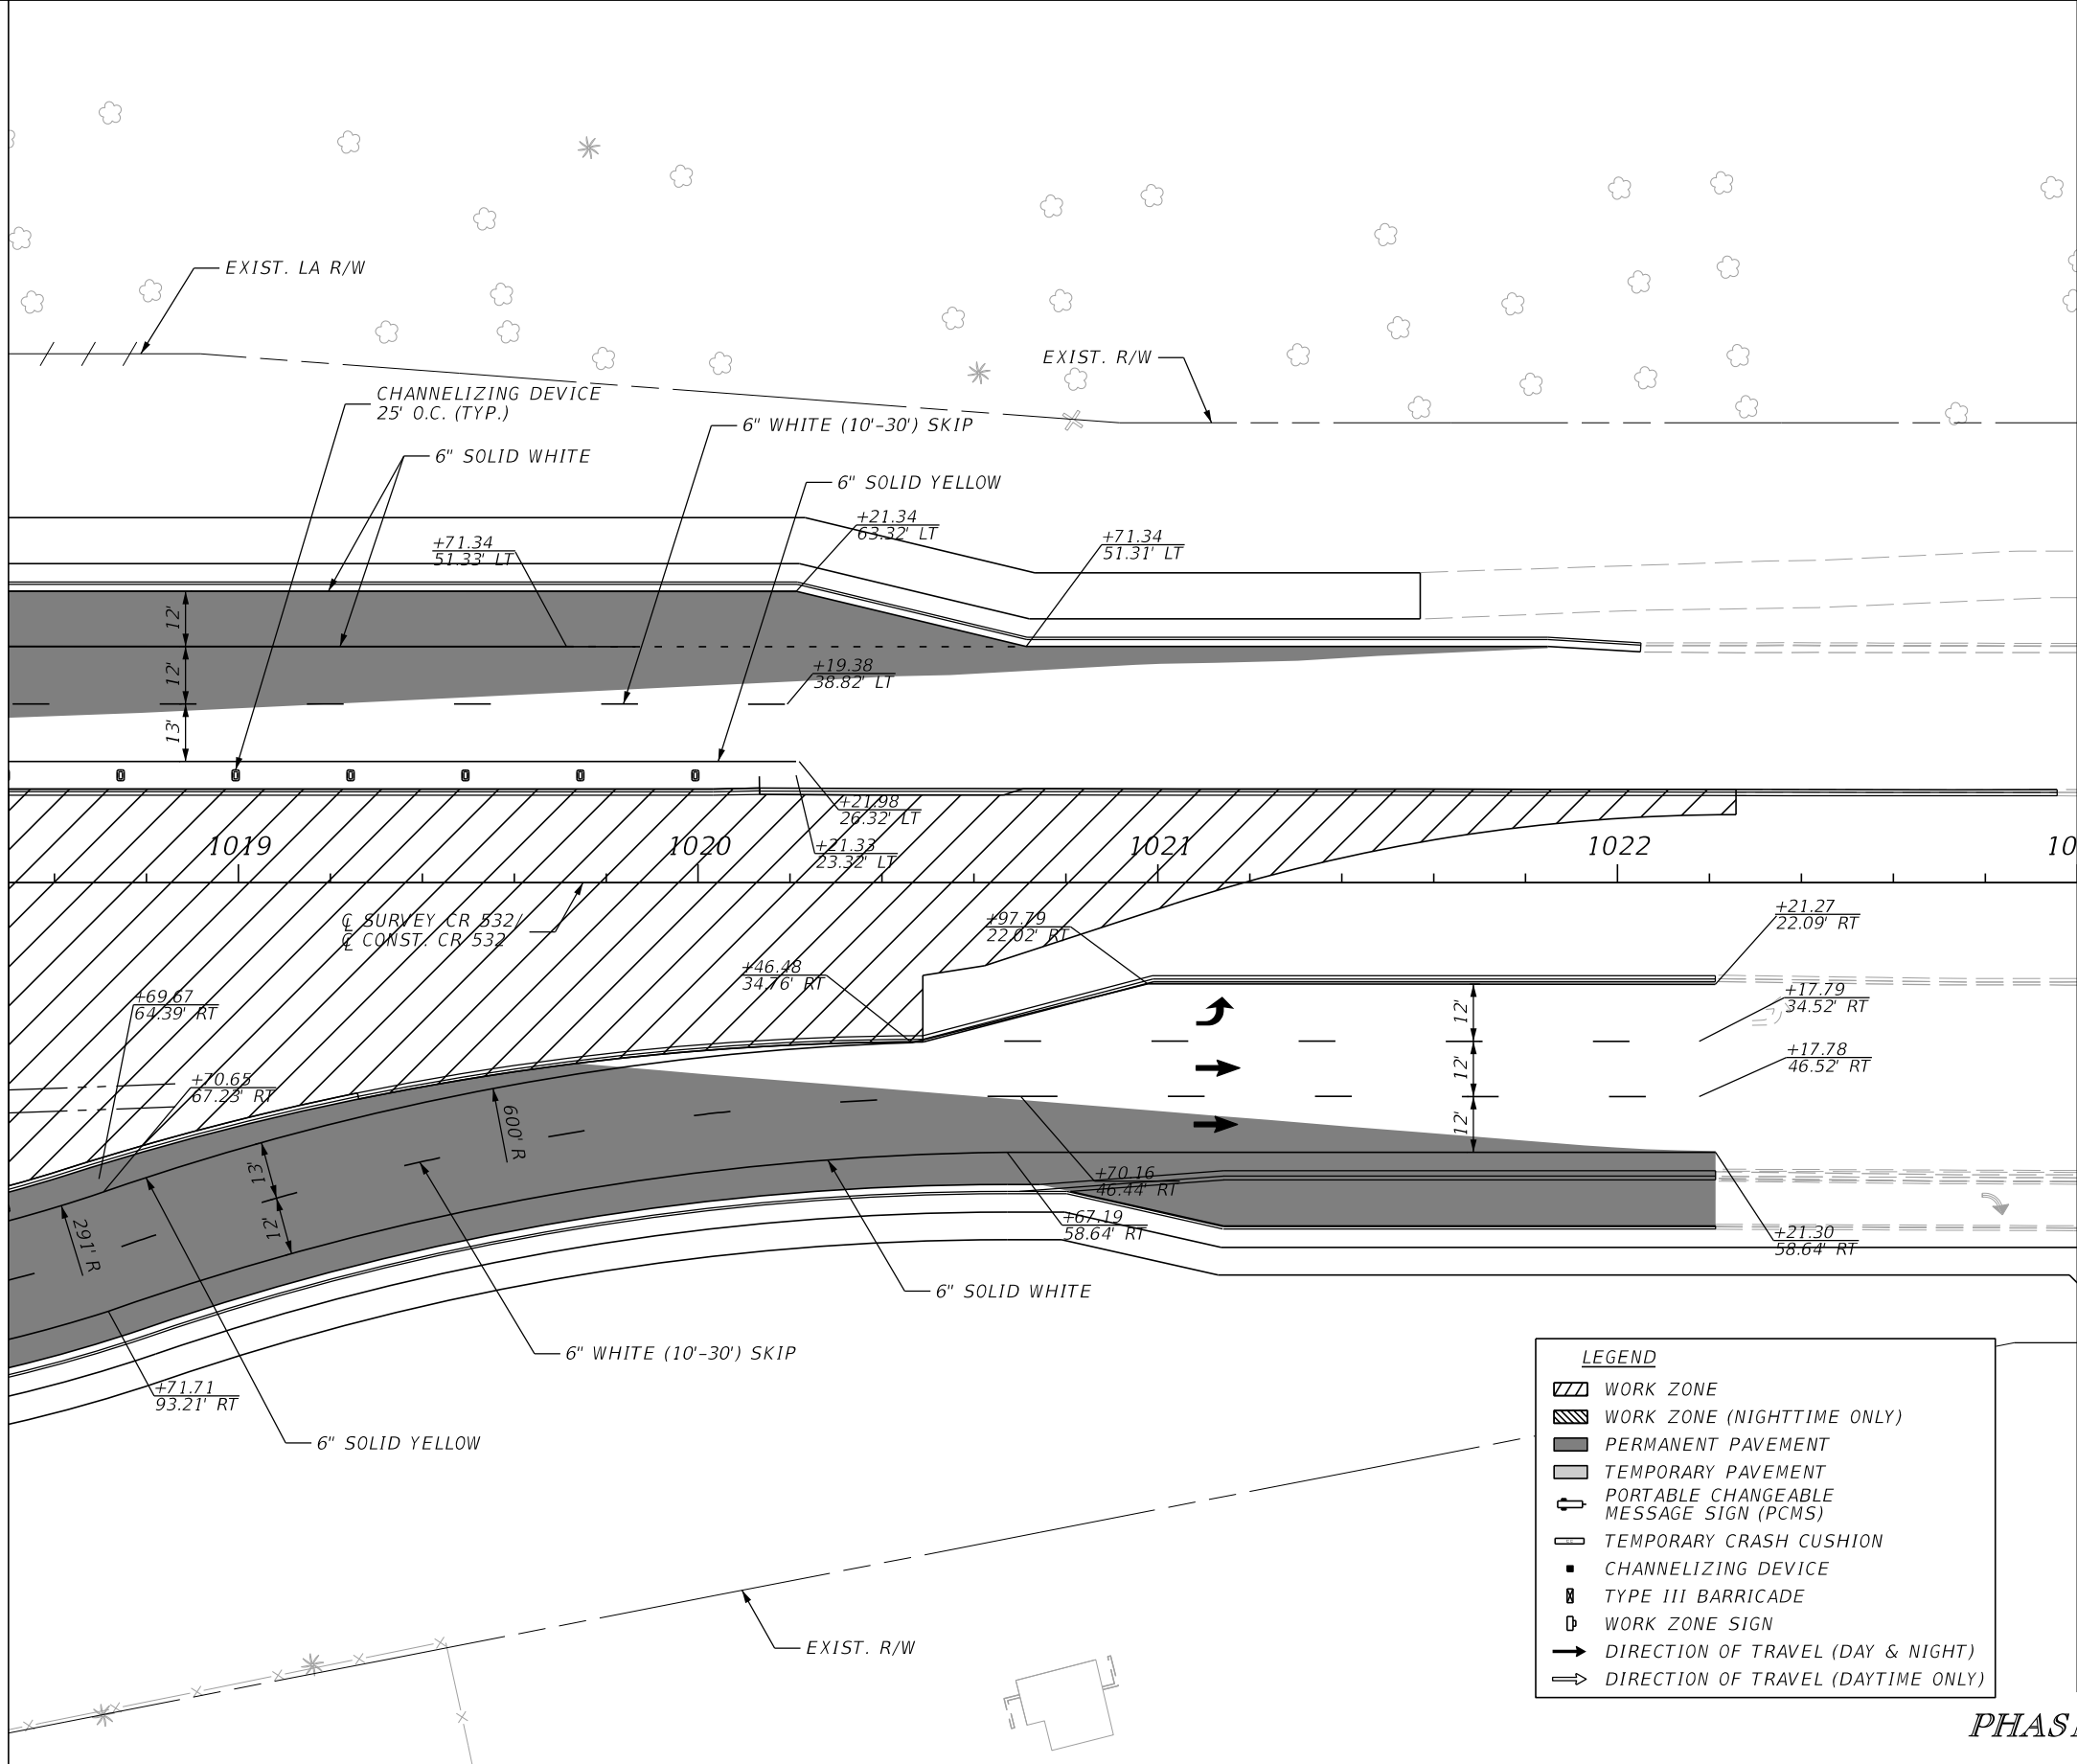 EXIST. LA R/W
EXIST. R/W
CHANNELIZING DEVICE
25' O.C. (TYP.)
6" WHITE (10'-30') SKIP
6" SOLID WHITE
6" SOLID YELLOW
+21.34
63.32' LT
+71.34
51.33' LT
+71.34
51.31' LT
12'
12'
13'
+19.38
38.82' LT
+21.98
26.32' LT
+21.33
23.32' LT
1019
1020
1021
1022
10
℄ SURVEY CR 532/
℄ CONST. CR 532
+97.79
22.02' RT
+21.27
22.09' RT
+46.48
34.76' RT
+69.67
64.39' RT
+17.79
34.52' RT
12'
12'
12'
+17.78
46.52' RT
+70.65
67.23' RT
600' R
13'
12'
291' R
+70.16
46.44' RT
+67.19
58.64' RT
+21.30
58.64' RT
6" SOLID WHITE
6" WHITE (10'-30') SKIP
+71.71
93.21' RT
6" SOLID YELLOW
EXIST. R/W
LEGEND
WORK ZONE
WORK ZONE (NIGHTTIME ONLY)
PERMANENT PAVEMENT
TEMPORARY PAVEMENT
PORTABLE CHANGEABLE
MESSAGE SIGN (PCMS)
TEMPORARY CRASH CUSHION
CHANNELIZING DEVICE
TYPE III BARRICADE
WORK ZONE SIGN
DIRECTION OF TRAVEL (DAY & NIGHT)
DIRECTION OF TRAVEL (DAYTIME ONLY)
PHAS